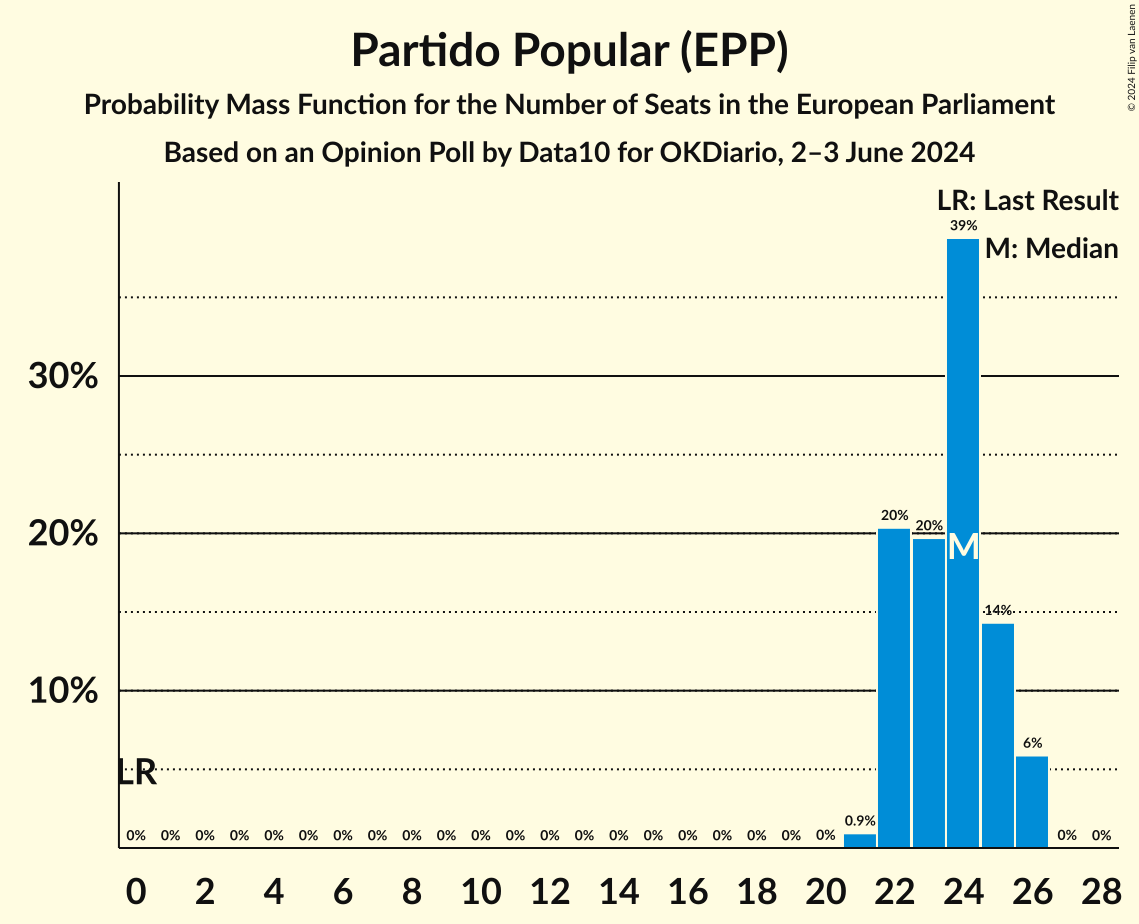 Partido Popular (EPP)
Probability Mass Function for the Number of Seats in the European Parliament
Based on an Opinion Poll by Data10 for OKDiario, 2–3 June 2024
© 2024 Filip van Laenen
LR: Last Result
39%
M: Median
30%
20%
20%
20%
M
14%
10%
6%
LR
0.9%
0% 0% 0% 0% 0% 0% 0% 0% 0% 0% 0% 0% 0% 0% 0% 0% 0% 0% 0% 0% 0% 0% 0%
0 2 4 6 8 10 12 14 16 18 20 22 24 26 28